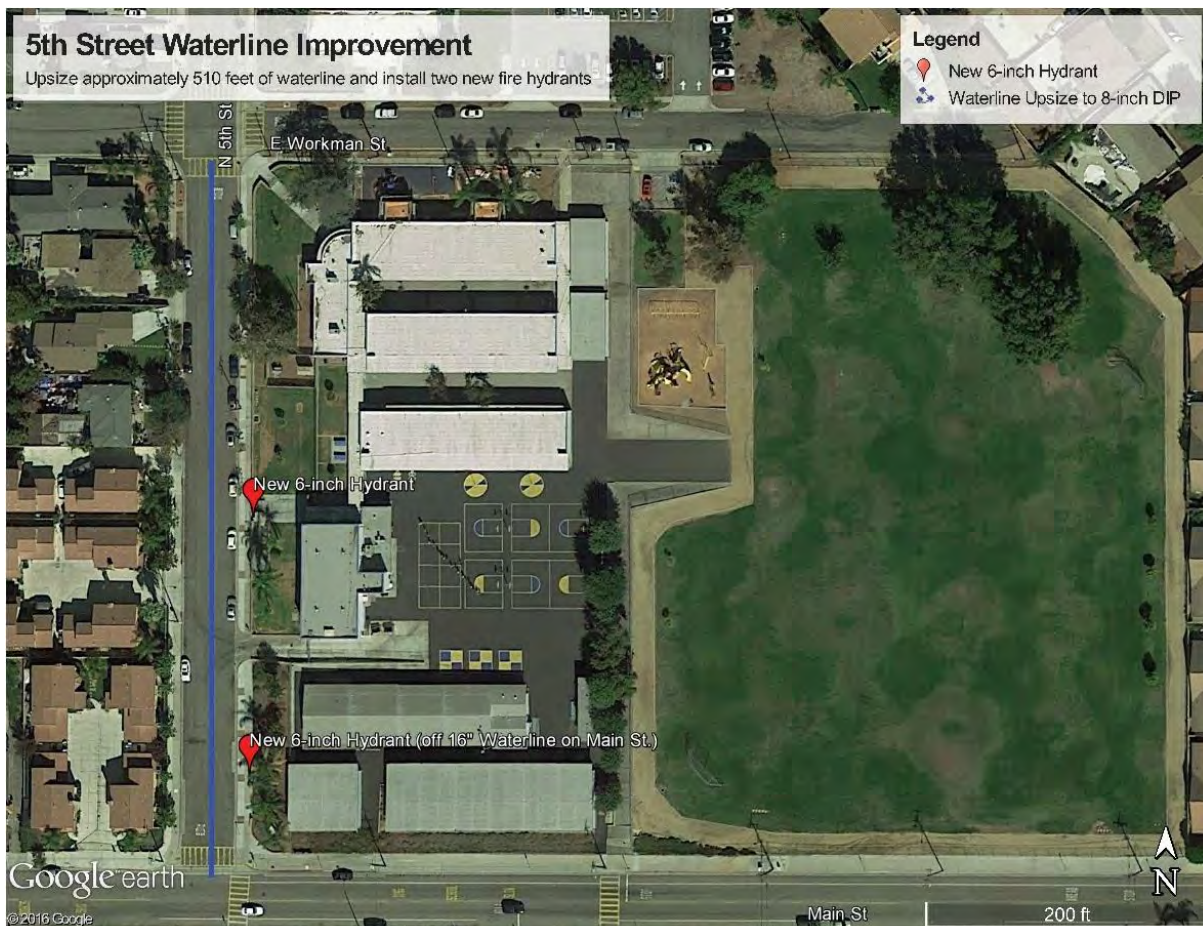 5th Street Waterline Improvement
Upsize approximately 510 feet of waterline and install two new fire hydrants
Legend
New 6-inch Hydrant
Waterline Upsize to 8-inch DIP
N 5th St
E Workman St
New 6-inch Hydrant
New 6-inch Hydrant (off 16" Waterline on Main St.)
Google earth
© 2016 Google
Main St
200 ft
N